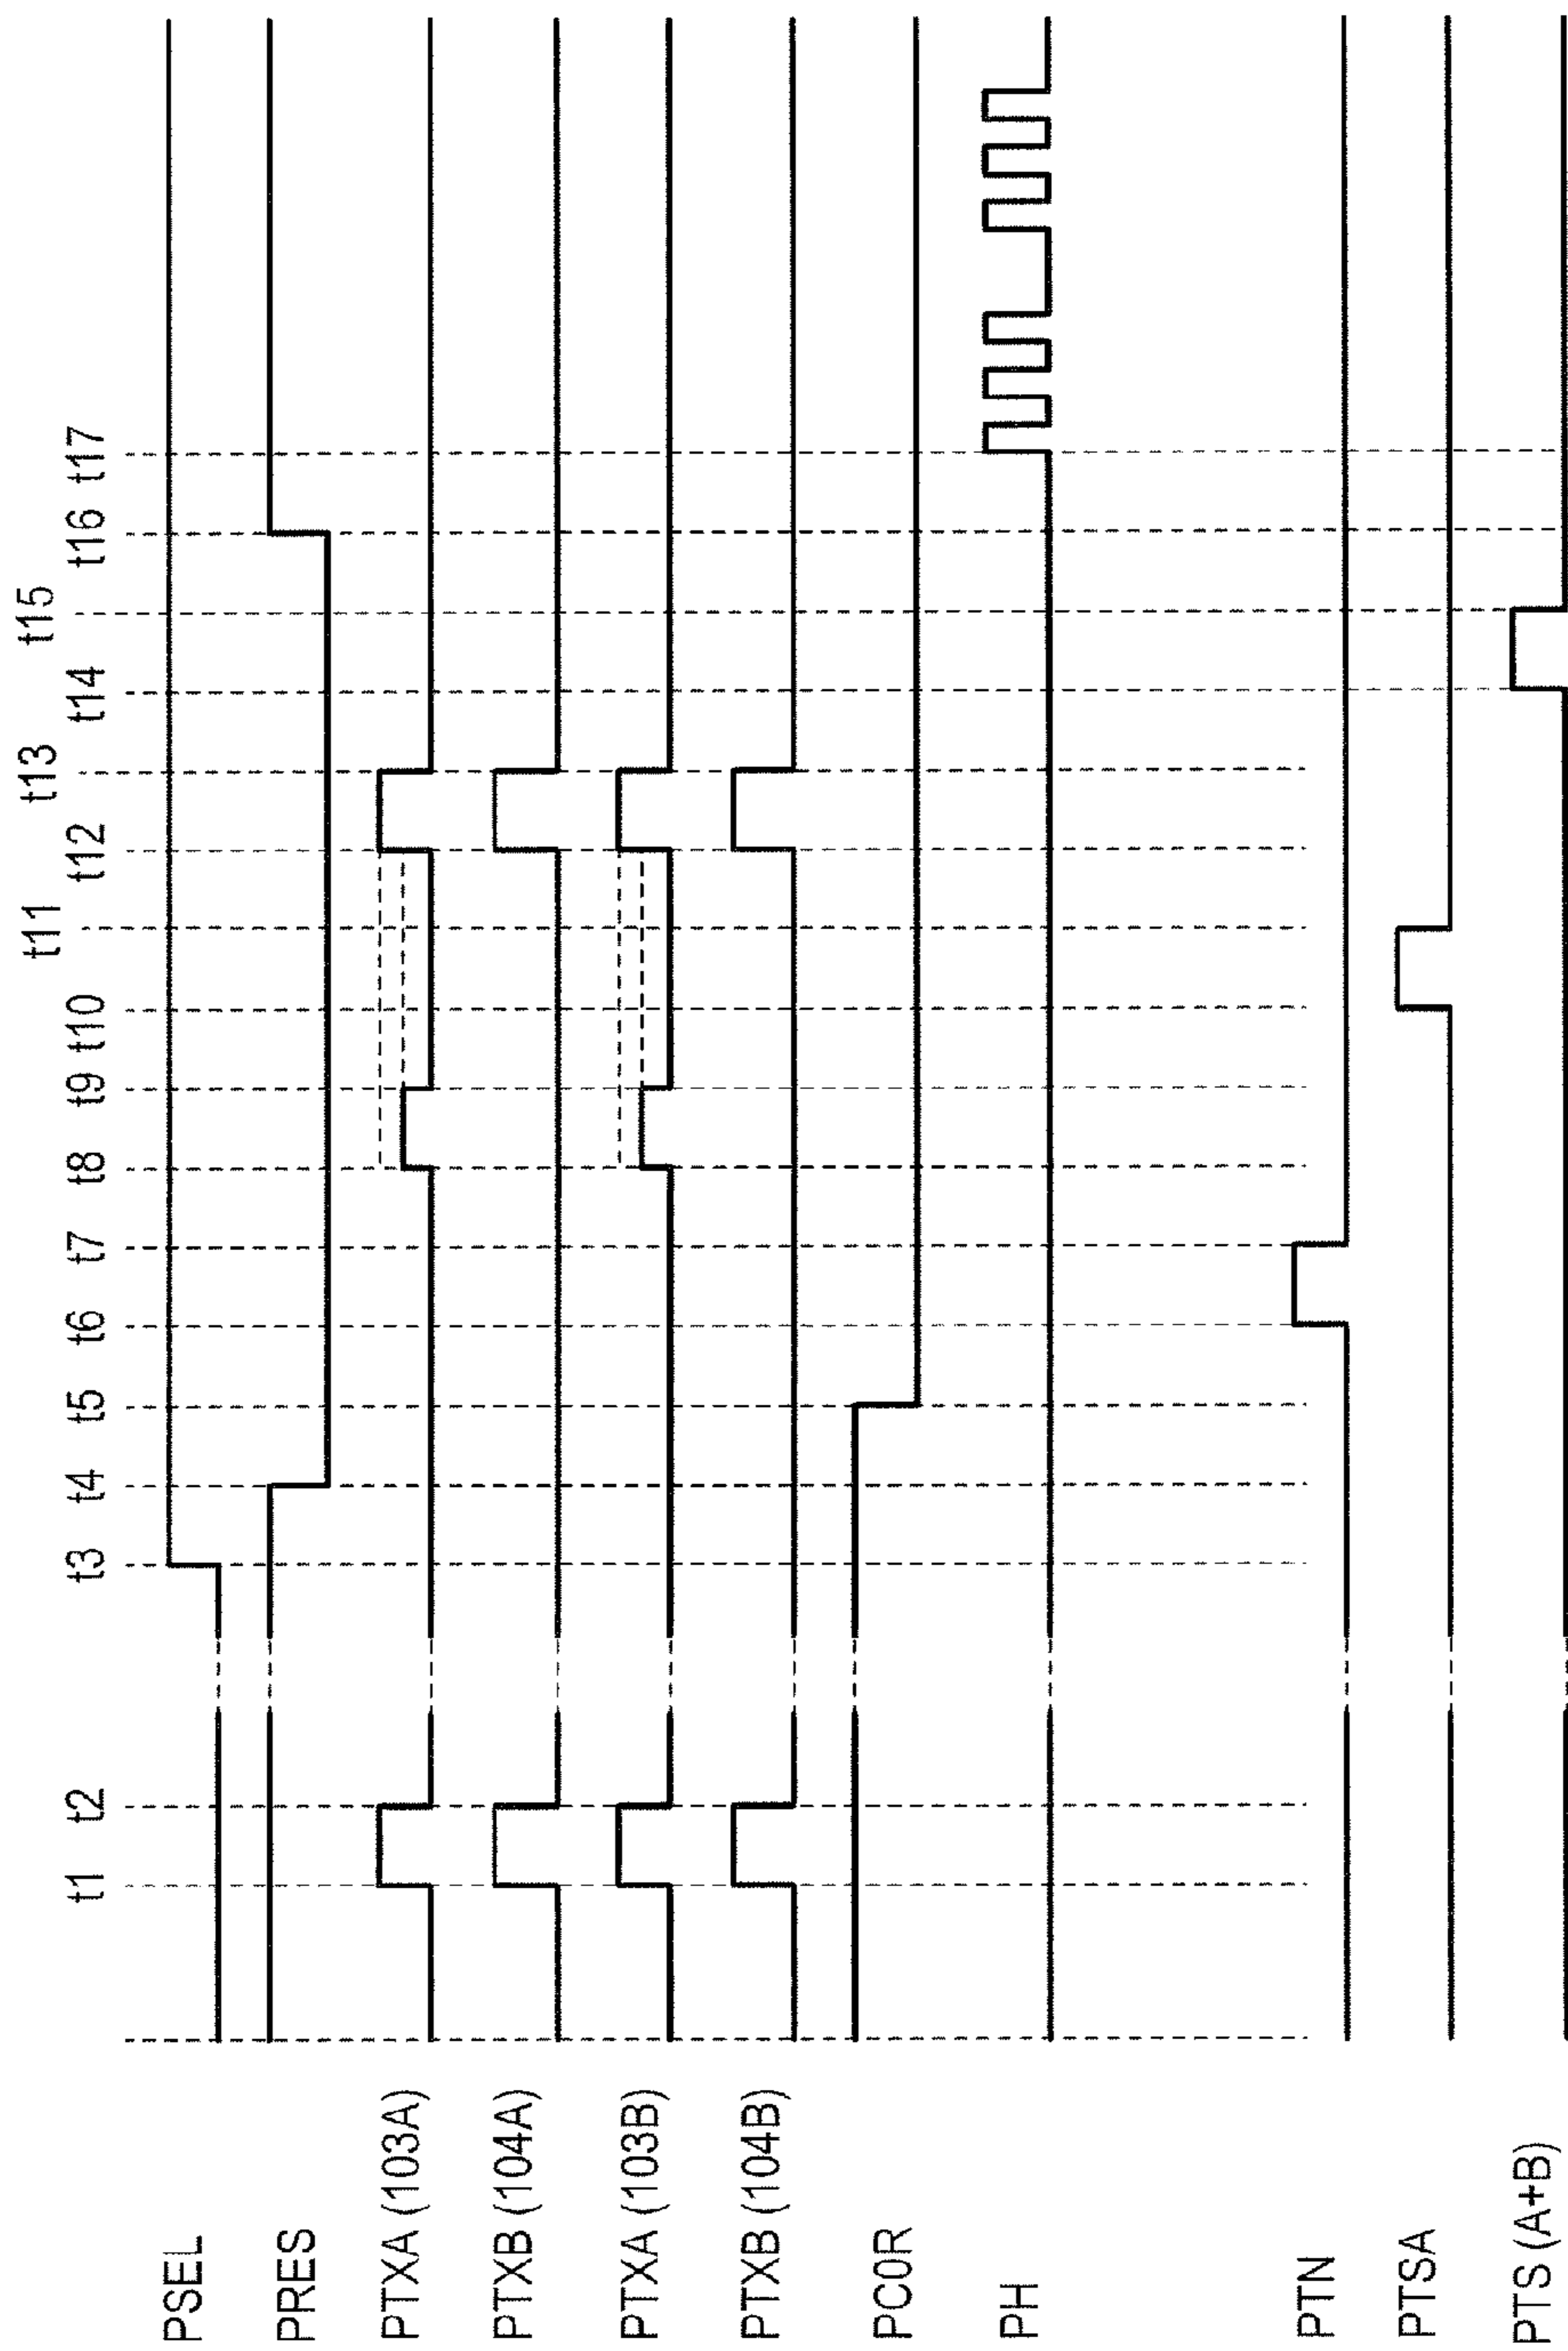 t1 t2 t3 t4 t5 t6 t7 t8 t9 t10 t11 t12 t13 t14 t15 t16 t17
PSEL
PRES
PTXA (103A)
PTXB (104A)
PTXA (103B)
PTXB (104B)
PC0R
PH
PTN
PTSA
PTS (A+B)